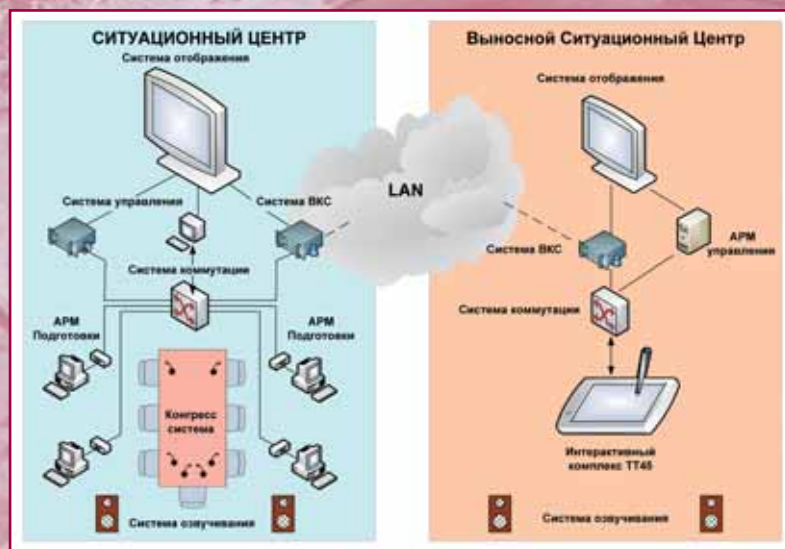 СИТУАЦИОННЫЙ ЦЕНТР
Система отображения
Система управления
Система ВКС
Система коммутации
АРМ
Подготовки
АРМ
Подготовки
Конгресс
система
Система озвучивания
LAN
Выносной Ситуационный Центр
Система отображения
Система ВКС
АРМ
управления
Система коммутации
Интерактивный
комплекс ТТ45
Система озвучивания